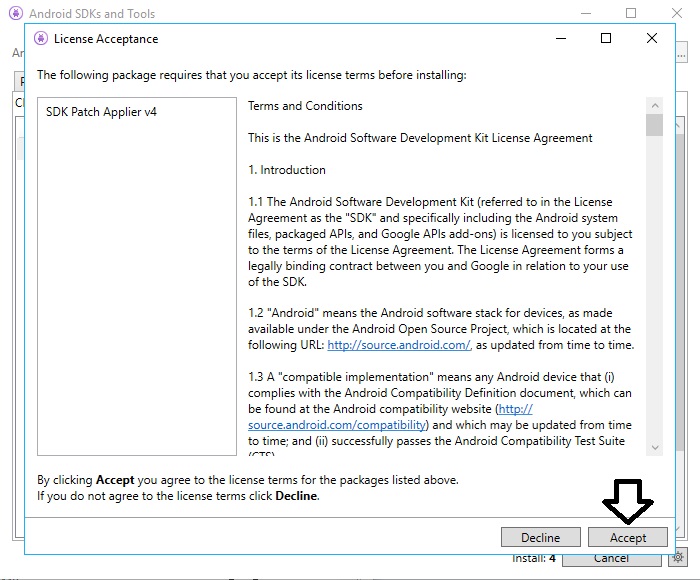 Android SDKs and Tools
License Acceptance
The following package requires that you accept its license terms before installing:
SDK Patch Applier v4
Terms and Conditions
This is the Android Software Development Kit License Agreement
1. Introduction
1.1 The Android Software Development Kit (referred to in the License
Agreement as the "SDK" and specifically including the Android system
files, packaged APIs, and Google APIs add-ons) is licensed to you subject
to the terms of the License Agreement. The License Agreement forms a
legally binding contract between you and Google in relation to your use
of the SDK.
1.2 "Android" means the Android software stack for devices, as made
available under the Android Open Source Project, which is located at the
following URL: http://source.android.com/, as updated from time to time.
1.3 A "compatible implementation" means any Android device that (i)
complies with the Android Compatibility Definition document, which can
be found at the Android compatibility website (http://
source.android.com/compatibility) and which may be updated from time
to time; and (ii) successfully passes the Android Compatibility Test Suite
(CTS)
By clicking Accept you agree to the license terms for the packages listed above.
If you do not agree to the license terms click Decline.
Decline
Accept
Install: 4
Cancel